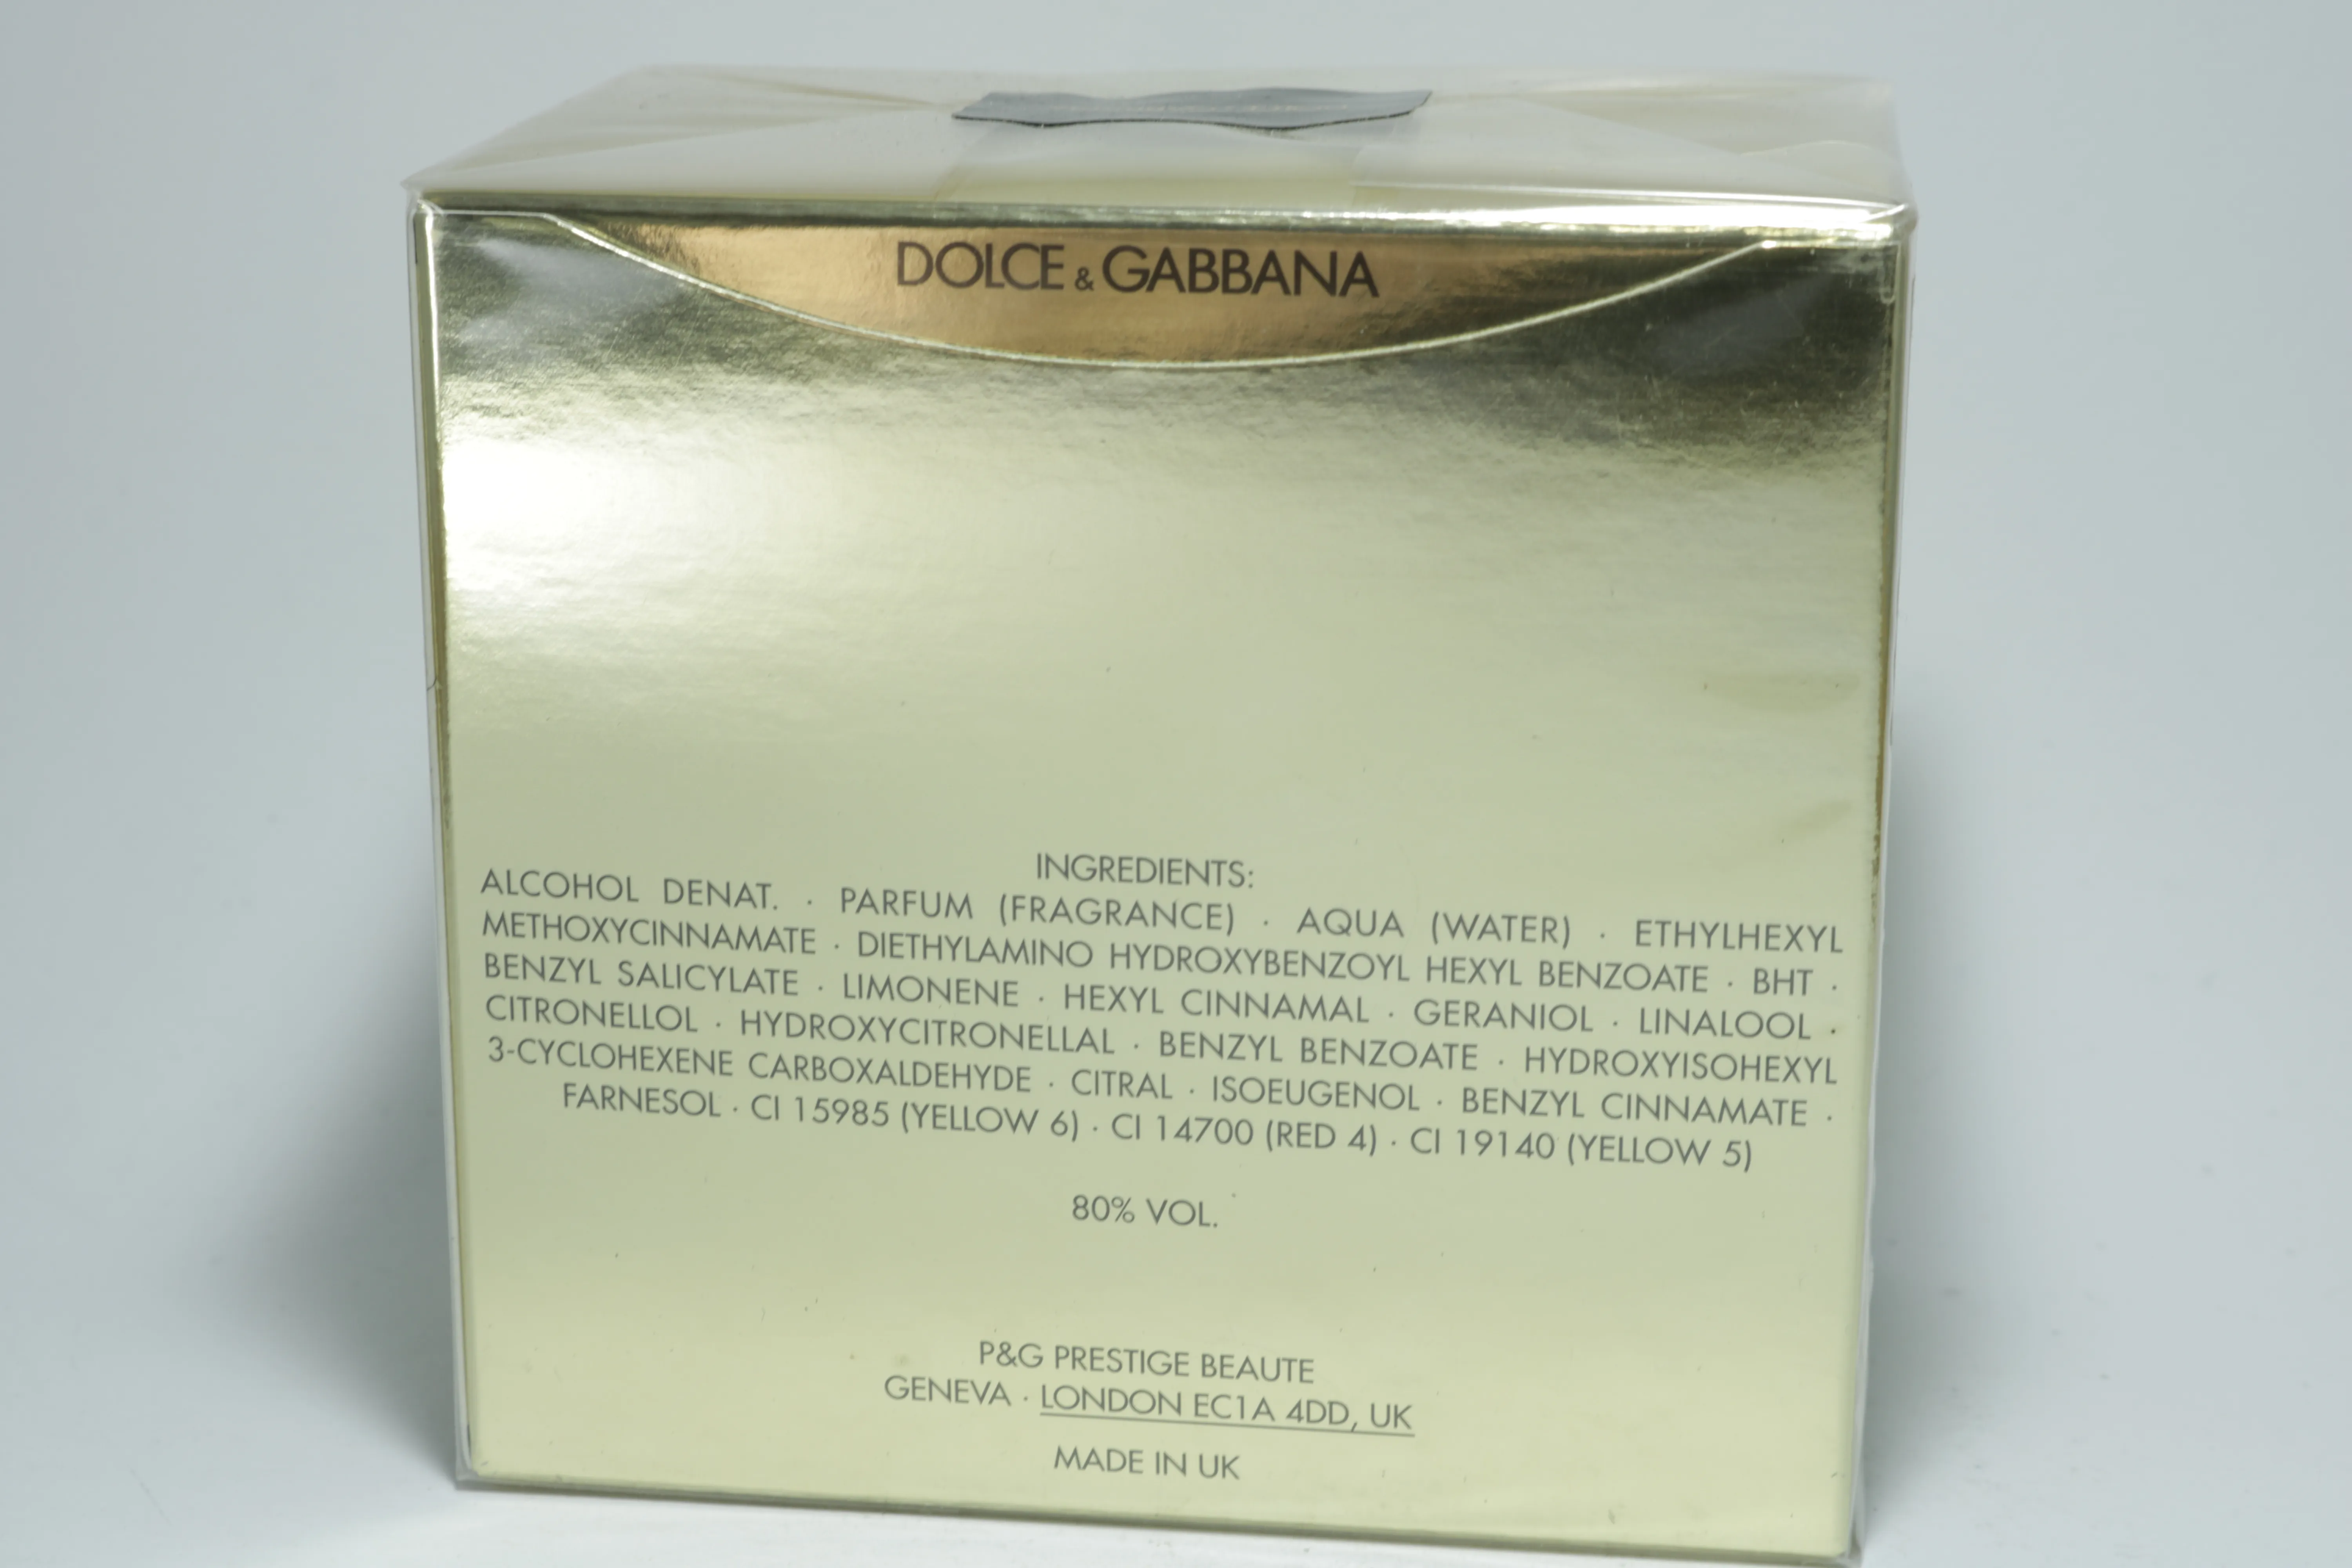 DOLCE & GABBANA
INGREDIENTS:
ALCOHOL DENAT. · PARFUM (FRAGRANCE) · AQUA (WATER) · ETHYLHEXYL
METHOXYCINNAMATE · DIETHYLAMINO HYDROXYBENZOYL HEXYL BENZOATE · BHT ·
BENZYL SALICYLATE · LIMONENE · HEXYL CINNAMAL · GERANIOL · LINALOOL ·
CITRONELLOL · HYDROXYCITRONELLAL · BENZYL BENZOATE · HYDROXYISOHEXYL
3-CYCLOHEXENE CARBOXALDEHYDE · CITRAL · ISOEUGENOL · BENZYL CINNAMATE ·
FARNESOL · CI 15985 (YELLOW 6) · CI 14700 (RED 4) · CI 19140 (YELLOW 5)
80% VOL.
P&G PRESTIGE BEAUTE
GENEVA · LONDON EC1A 4DD, UK
MADE IN UK